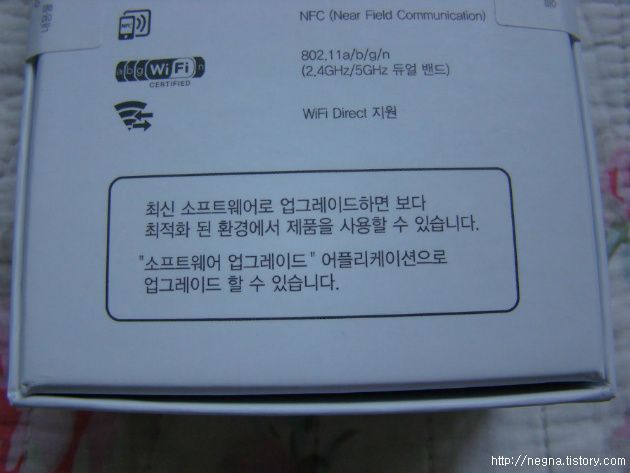 NFC (Near Field Communication)
802.11a/b/g/n
(2.4GHz/5GHz 듀얼 밴드)
abg WiFi n
CERTIFIED
WiFi Direct 지원
최신 소프트웨어로 업그레이드하면 보다
최적화 된 환경에서 제품을 사용할 수 있습니다.
"소프트웨어 업그레이드" 어플리케이션으로
업그레이드 할 수 있습니다.
http://negna.tistory.com